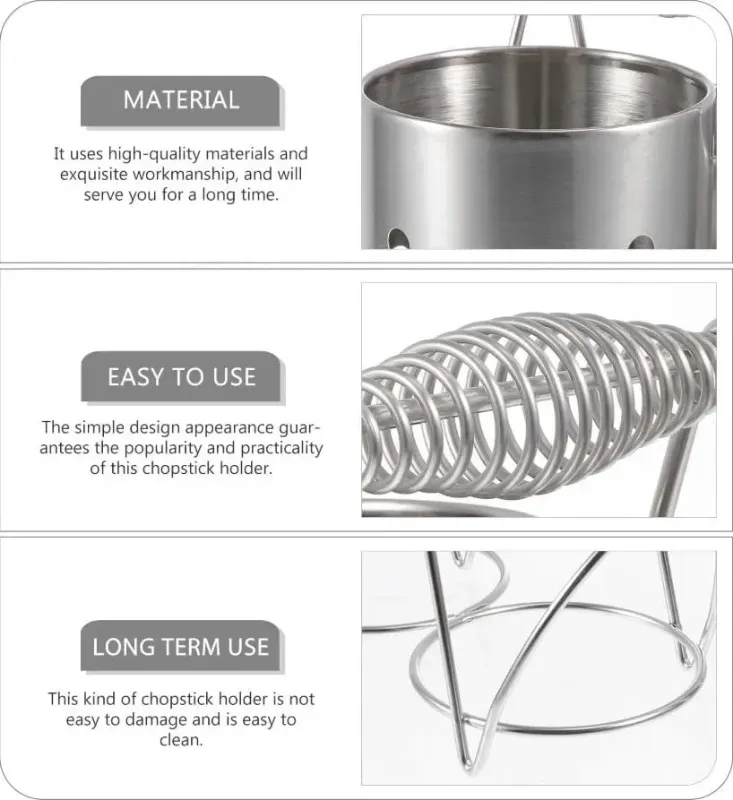 MATERIAL
It uses high-quality materials and
exquisite workmanship, and will
serve you for a long time.
EASY TO USE
The simple design appearance guar-
antees the popularity and practicality
of this chopstick holder.
LONG TERM USE
This kind of chopstick holder is not
easy to damage and is easy to
clean.